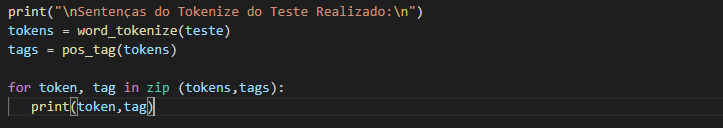 print("\nSentenças do Tokenize do Teste Realizado:\n")
tokens = word_tokenize(teste)
tags = pos_tag(tokens)
for token, tag in zip (tokens,tags):
print(token,tag)